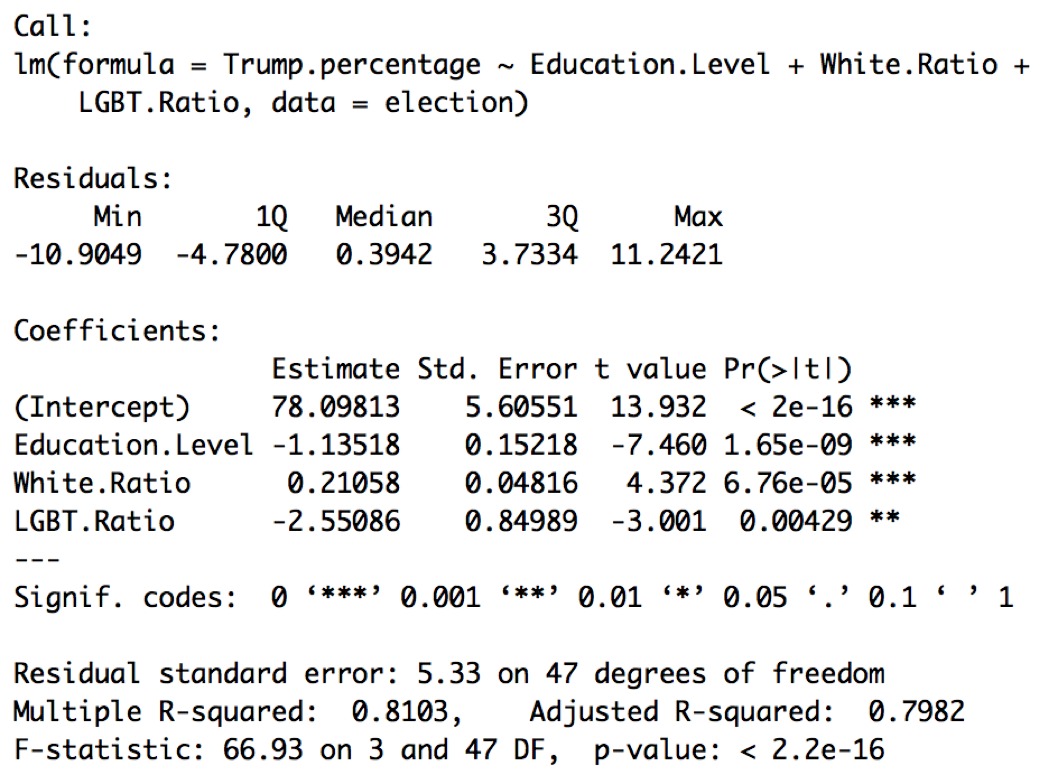 Call:
lm(formula = Trump.percentage ~ Education.Level + White.Ratio +
    LGBT.Ratio, data = election)
Residuals:
     Min       1Q   Median       3Q      Max
-10.9049  -4.7800   0.3942   3.7334  11.2421
Coefficients:
                Estimate Std. Error t value Pr(>|t|)
(Intercept)     78.09813    5.60551  13.932  < 2e-16 ***
Education.Level -1.13518    0.15218  -7.460 1.65e-09 ***
White.Ratio      0.21058    0.04816   4.372 6.76e-05 ***
LGBT.Ratio      -2.55086    0.84989  -3.001  0.00429 **
---
Signif. codes:  0 ‘***’ 0.001 ‘**’ 0.01 ‘*’ 0.05 ‘.’ 0.1 ‘ ’ 1
Residual standard error: 5.33 on 47 degrees of freedom
Multiple R-squared:  0.8103,    Adjusted R-squared:  0.7982
F-statistic: 66.93 on 3 and 47 DF,  p-value: < 2.2e-16